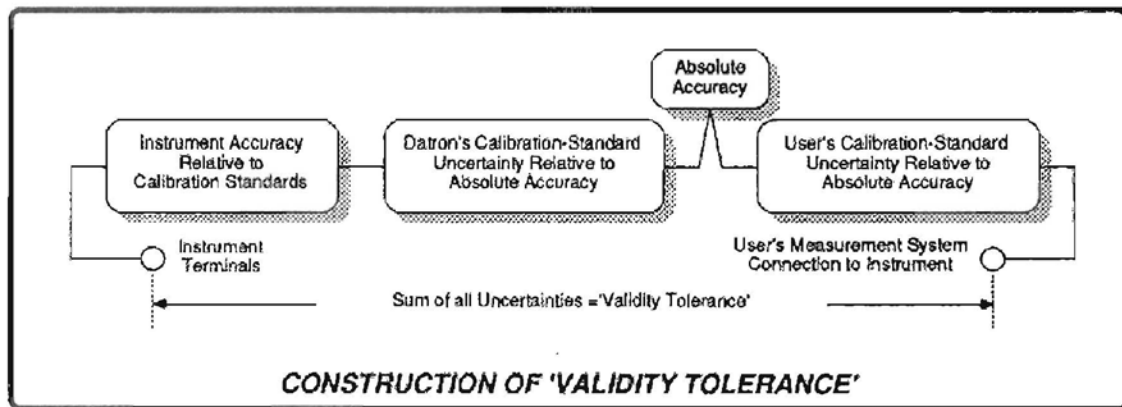 Absolute
Accuracy
Instrument Accuracy
Relative to
Calibration Standards
Datron's Calibration-Standard
Uncertainty Relative to
Absolute Accuracy
User's Calibration-Standard
Uncertainty Relative to
Absolute Accuracy
Instrument
Terminals
User's Measurement System
Connection to Instrument
Sum of all Uncertainties ='Validity Tolerance'
CONSTRUCTION OF 'VALIDITY TOLERANCE'